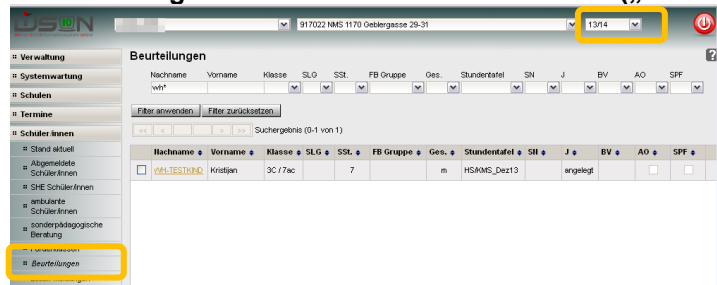 917022 NMS 1170 Geblergasse 29-31
13/14
Verwaltung
Systemwartung
Schulen
Termine
Schüler/innen
Stand aktuell
Abgemeldete
Schüler/innen
SHE Schüler/innen
ambulante
Schüler/innen
sonderpädagogische
Beratung
Beurteilungen
Beurteilungen
?
Nachname Vorname Klasse SLG SSt. FB Gruppe Ges. Stundentafel SN J BV AO SPF
wh*
Filter anwenden Filter zurücksetzen
<< < > >> Suchergebnis (0-1 von 1)
Nachname Vorname Klasse SLG SSt. FB Gruppe Ges. Stundentafel SN J BV AO SPF
WH-TESTKIND Kristijan 3C / 7ac 7 m HS/KMS_Dez13 angelegt